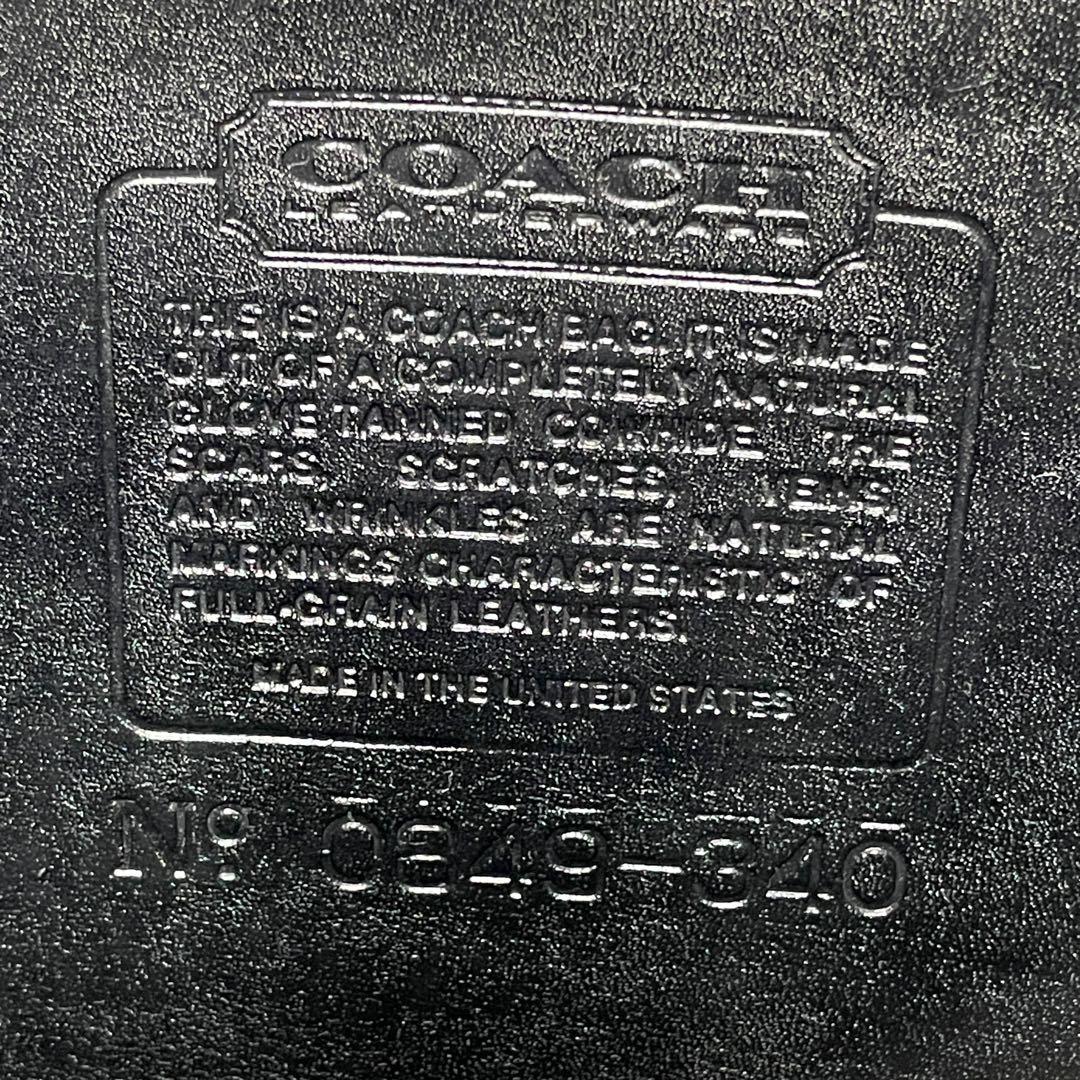 COACH
LEATHERWARE
THIS IS A COACH BAG. IT IS MADE
OUT OF A COMPLETELY NATURAL
GLOVE TANNED COWHIDE THE
SCARS, SCRATCHES, VEINS,
AND WRINKLES ARE NATURAL
MARKINGS CHARACTERISTIC OF
FULL-GRAIN LEATHERS.
MADE IN THE UNITED STATES
Nº 0849-340